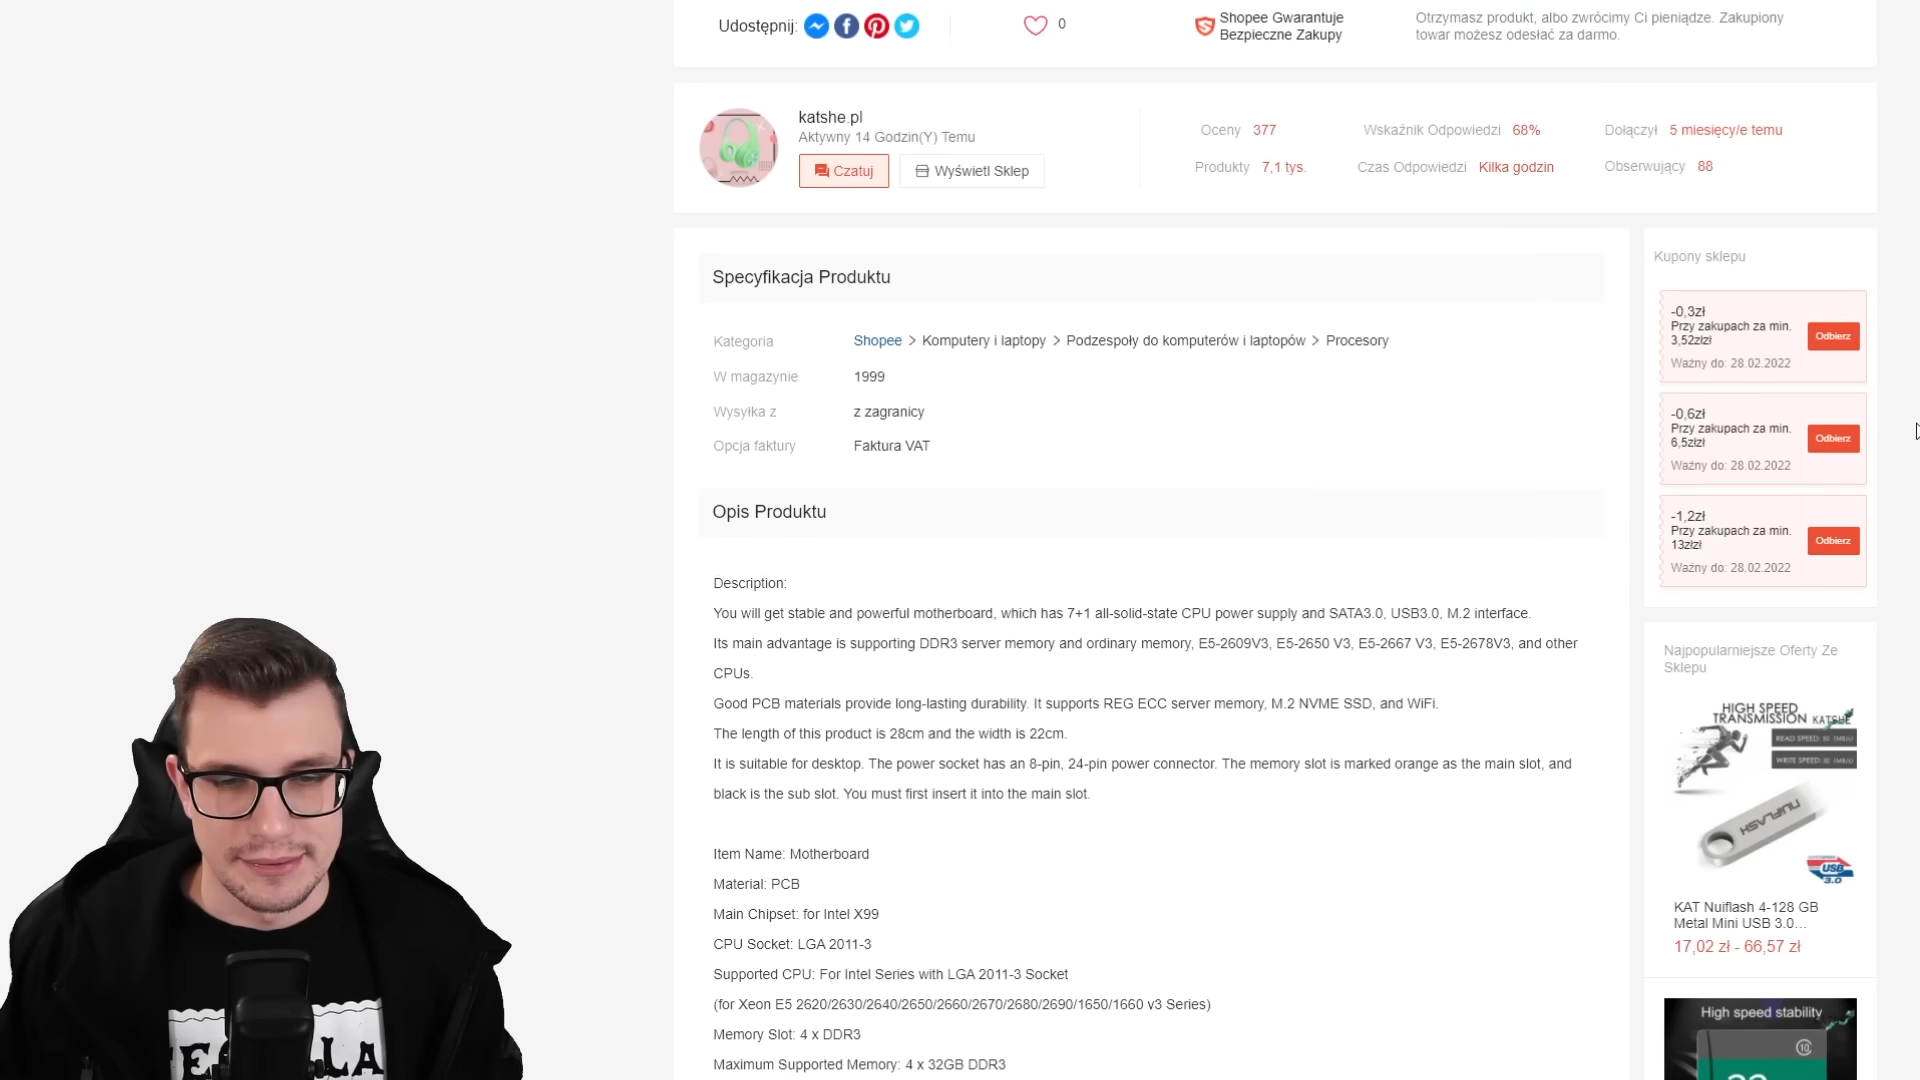 Udostępnij:
0
Shopee Gwarantuje
Bezpieczne Zakupy
Otrzymasz produkt, albo zwrócimy Ci pieniądze. Zakupiony
towar możesz odesłać za darmo.
katshe.pl
Aktywny 14 Godzin(Y) Temu
Czatuj
Wyświetl Sklep
Oceny 377
Wskaźnik Odpowiedzi 68%
Dołączył 5 miesięcy/e temu
Produkty 7,1 tys.
Czas Odpowiedzi Kilka godzin
Obserwujący 88
Specyfikacja Produktu
Kategoria
Shopee > Komputery i laptopy > Podzespoły do komputerów i laptopów > Procesory
W magazynie 1999
Wysyłka z z zagranicy
Opcja faktury Faktura VAT
Opis Produktu
Description:
You will get stable and powerful motherboard, which has 7+1 all-solid-state CPU power supply and SATA3.0, USB3.0, M.2 interface.
Its main advantage is supporting DDR3 server memory and ordinary memory, E5-2609V3, E5-2650 V3, E5-2667 V3, E5-2678V3, and other
CPUs.
Good PCB materials provide long-lasting durability. It supports REG ECC server memory, M.2 NVME SSD, and WiFi.
The length of this product is 28cm and the width is 22cm.
It is suitable for desktop. The power socket has an 8-pin, 24-pin power connector. The memory slot is marked orange as the main slot, and
black is the sub slot. You must first insert it into the main slot.
Item Name: Motherboard
Material: PCB
Main Chipset: for Intel X99
CPU Socket: LGA 2011-3
Supported CPU: For Intel Series with LGA 2011-3 Socket
(for Xeon E5 2620/2630/2640/2650/2660/2670/2680/2690/1650/1660 v3 Series)
Memory Slot: 4 x DDR3
Maximum Supported Memory: 4 x 32GB DDR3
Kupony sklepu
-0,3zł
Przy zakupach za min.
3,52złzł
Ważny do: 28.02.2022
Odbierz
-0,6zł
Przy zakupach za min.
6,5złzł
Ważny do: 28.02.2022
Odbierz
-1,2zł
Przy zakupach za min.
13złzł
Ważny do: 28.02.2022
Odbierz
Najpopularniejsze Oferty Ze
Sklepu
HIGH SPEED
TRANSMISSION KATSHE
NUIFLASH
USB
3.0
KAT Nuiflash 4-128 GB
Metal Mini USB 3.0...
17,02 zł - 66,57 zł
High speed stability